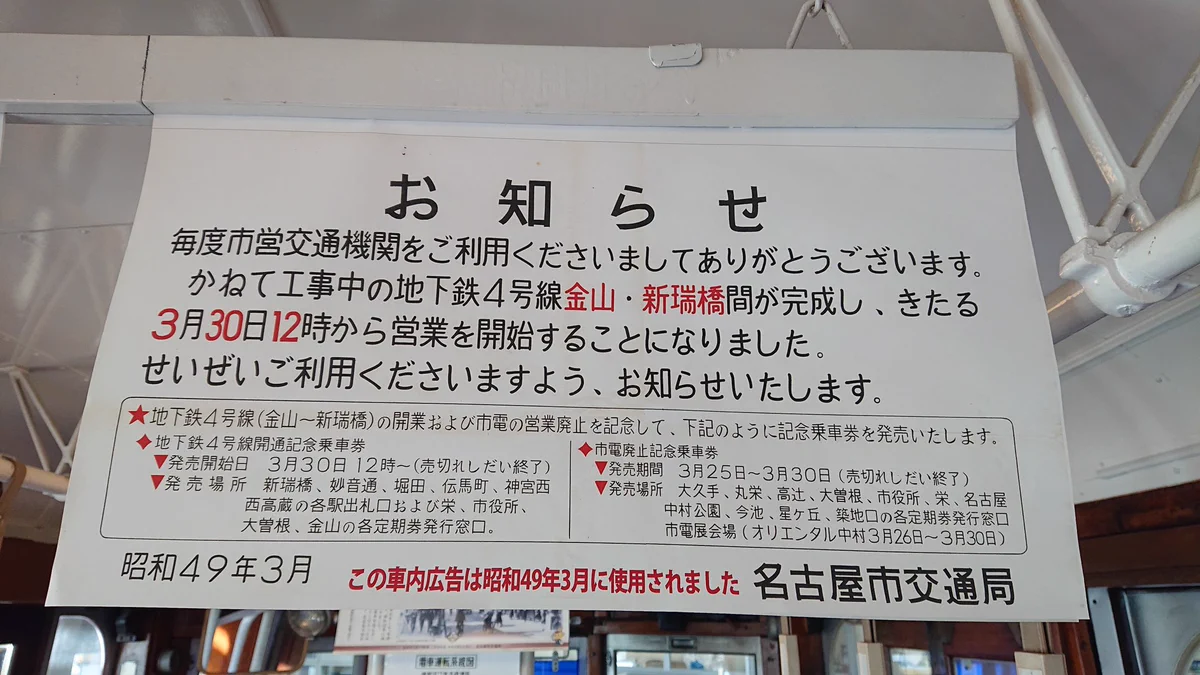 お知らせ
毎度市営交通機関をご利用くださいましてありがとうございます。
かねて工事中の地下鉄4号線金山・新瑞橋間が完成し、きたる
3月30日12時から営業を開始することになりました。
せいぜいご利用くださいますよう、お知らせいたします。
★地下鉄4号線(金山~新瑞橋)の開業および市電の営業廃止を記念して、下記のように記念乗車券を発売いたします。
◆地下鉄4号線開通記念乗車券
▼発売開始日 3月30日12時~(売切れしだい終了)
▼発売場所 新瑞橋、妙音通、堀田、伝馬町、神宮西
西高蔵の各駅出札口および栄、市役所、
大曽根、金山の各定期券発行窓口。
◆市電廃止記念乗車券
▼発売期間 3月25日~3月30日(売切れしだい終了)
▼発売場所 大久手、丸栄、高辻、大曽根、市役所、栄、名古屋
中村公園、今池、星ヶ丘、築地口の各定期券発行窓口
市電展会場(オリエンタル中村3月26日~3月30日)
昭和49年3月
この車内広告は昭和49年3月に使用されました
名古屋市交通局
電車運転系統図